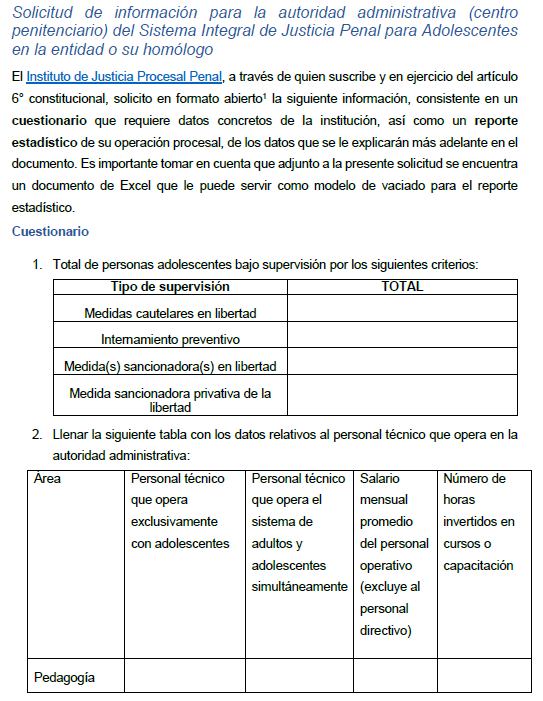 Solicitud de información para la autoridad administrativa (centro
penitenciario) del Sistema Integral de Justicia Penal para Adolescentes
en la entidad o su homólogo
El Instituto de Justicia Procesal Penal, a través de quien suscribe y en ejercicio del artículo
6° constitucional, solicito en formato abierto¹ la siguiente información, consistente en un
cuestionario que requiere datos concretos de la institución, así como un reporte
estadístico de su operación procesal, de los datos que se le explicarán más adelante en el
documento. Es importante tomar en cuenta que adjunto a la presente solicitud se encuentra
un documento de Excel que le puede servir como modelo de vaciado para el reporte
estadístico.
Cuestionario
1. Total de personas adolescentes bajo supervisión por los siguientes criterios:
Tipo de supervisión TOTAL
Medidas cautelares en libertad
Internamiento preventivo
Medida(s) sancionadora(s) en libertad
Medida sancionadora privativa de la
libertad
2. Llenar la siguiente tabla con los datos relativos al personal técnico que opera en la
autoridad administrativa:
Área Personal técnico Personal técnico Salario Número de
que opera que opera el mensual horas
exclusivamente sistema de promedio invertidos en
con adolescentes adultos y del personal cursos o
adolescentes operativo capacitación
simultáneamente (excluye al
personal
directivo)
Pedagogía